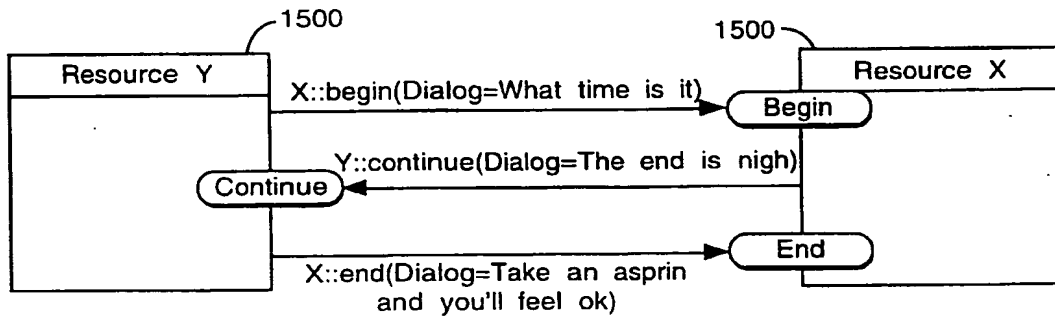 1500
1500
Resource Y
Resource X
X::begin(Dialog=What time is it)
Begin
Y::continue(Dialog=The end is nigh)
Continue
End
X::end(Dialog=Take an asprin
and you'll feel ok)